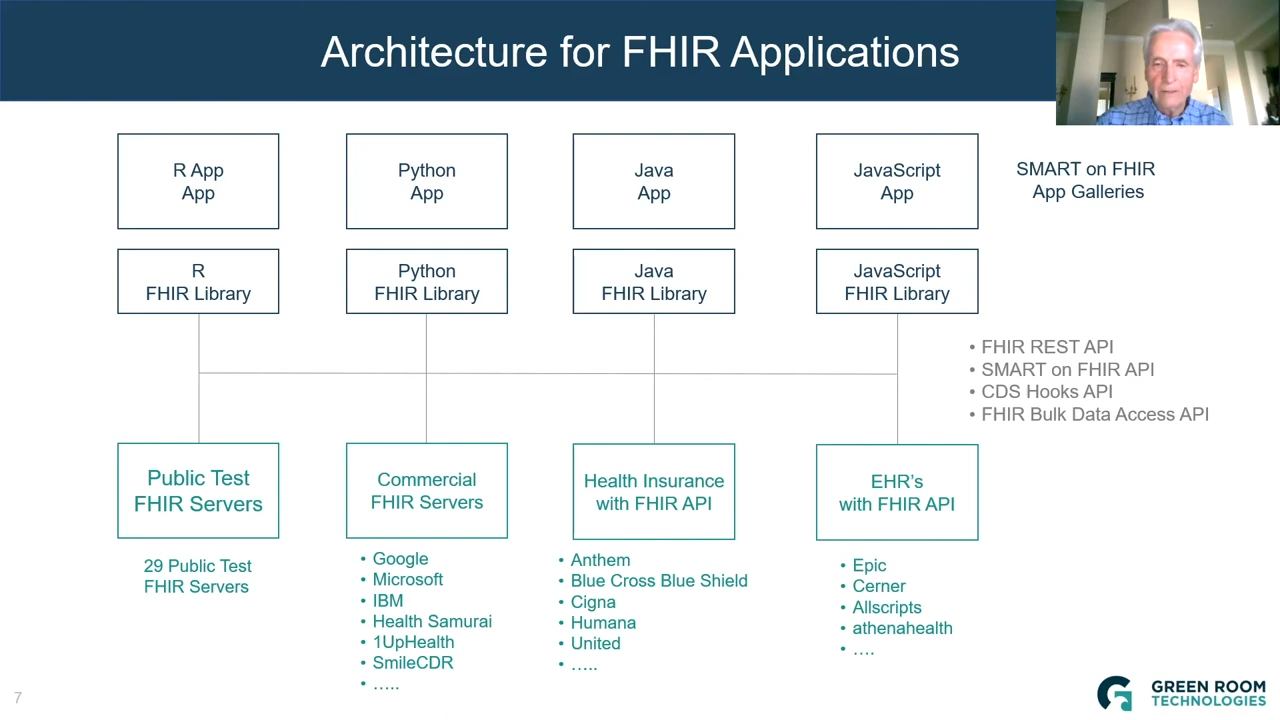 Architecture for FHIR Applications
R App
App
Python
App
Java
App
JavaScript
App
SMART on FHIR
App Galleries
R
FHIR Library
Python
FHIR Library
Java
FHIR Library
JavaScript
FHIR Library
• FHIR REST API
• SMART on FHIR API
• CDS Hooks API
• FHIR Bulk Data Access API
Public Test
FHIR Servers
Commercial
FHIR Servers
Health Insurance
with FHIR API
EHR's
with FHIR API
29 Public Test
FHIR Servers
• Google
• Microsoft
• IBM
• Health Samurai
• 1UpHealth
• SmileCDR
• …..
• Anthem
• Blue Cross Blue Shield
• Cigna
• Humana
• United
• …..
• Epic
• Cerner
• Allscripts
• athenahealth
• ….
7
GREEN ROOM
TECHNOLOGIES